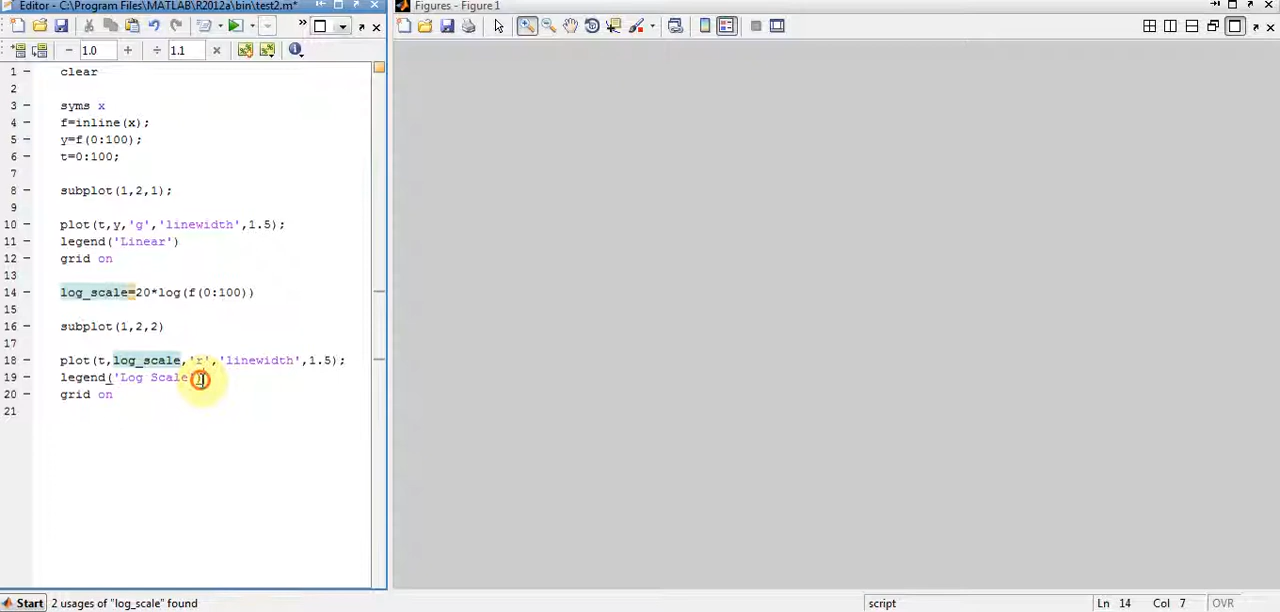 Editor - C:\Program Files\MATLAB\R2012a\bin\test2.m*
1.0
1.1
1 clear
2
3 syms x
4 f=inline(x);
5 y=f(0:100);
6 t=0:100;
7
8 subplot(1,2,1);
9
10 plot(t,y,'g','linewidth',1.5);
11 legend('Linear')
12 grid on
13
14 log_scale=20*log(f(0:100))
15
16 subplot(1,2,2)
17
18 plot(t,log_scale,'r','linewidth',1.5);
19 legend('Log Scale')
20 grid on
21
Figures - Figure 1
Start 2 usages of "log_scale" found
script Ln 14 Col 7 OVR